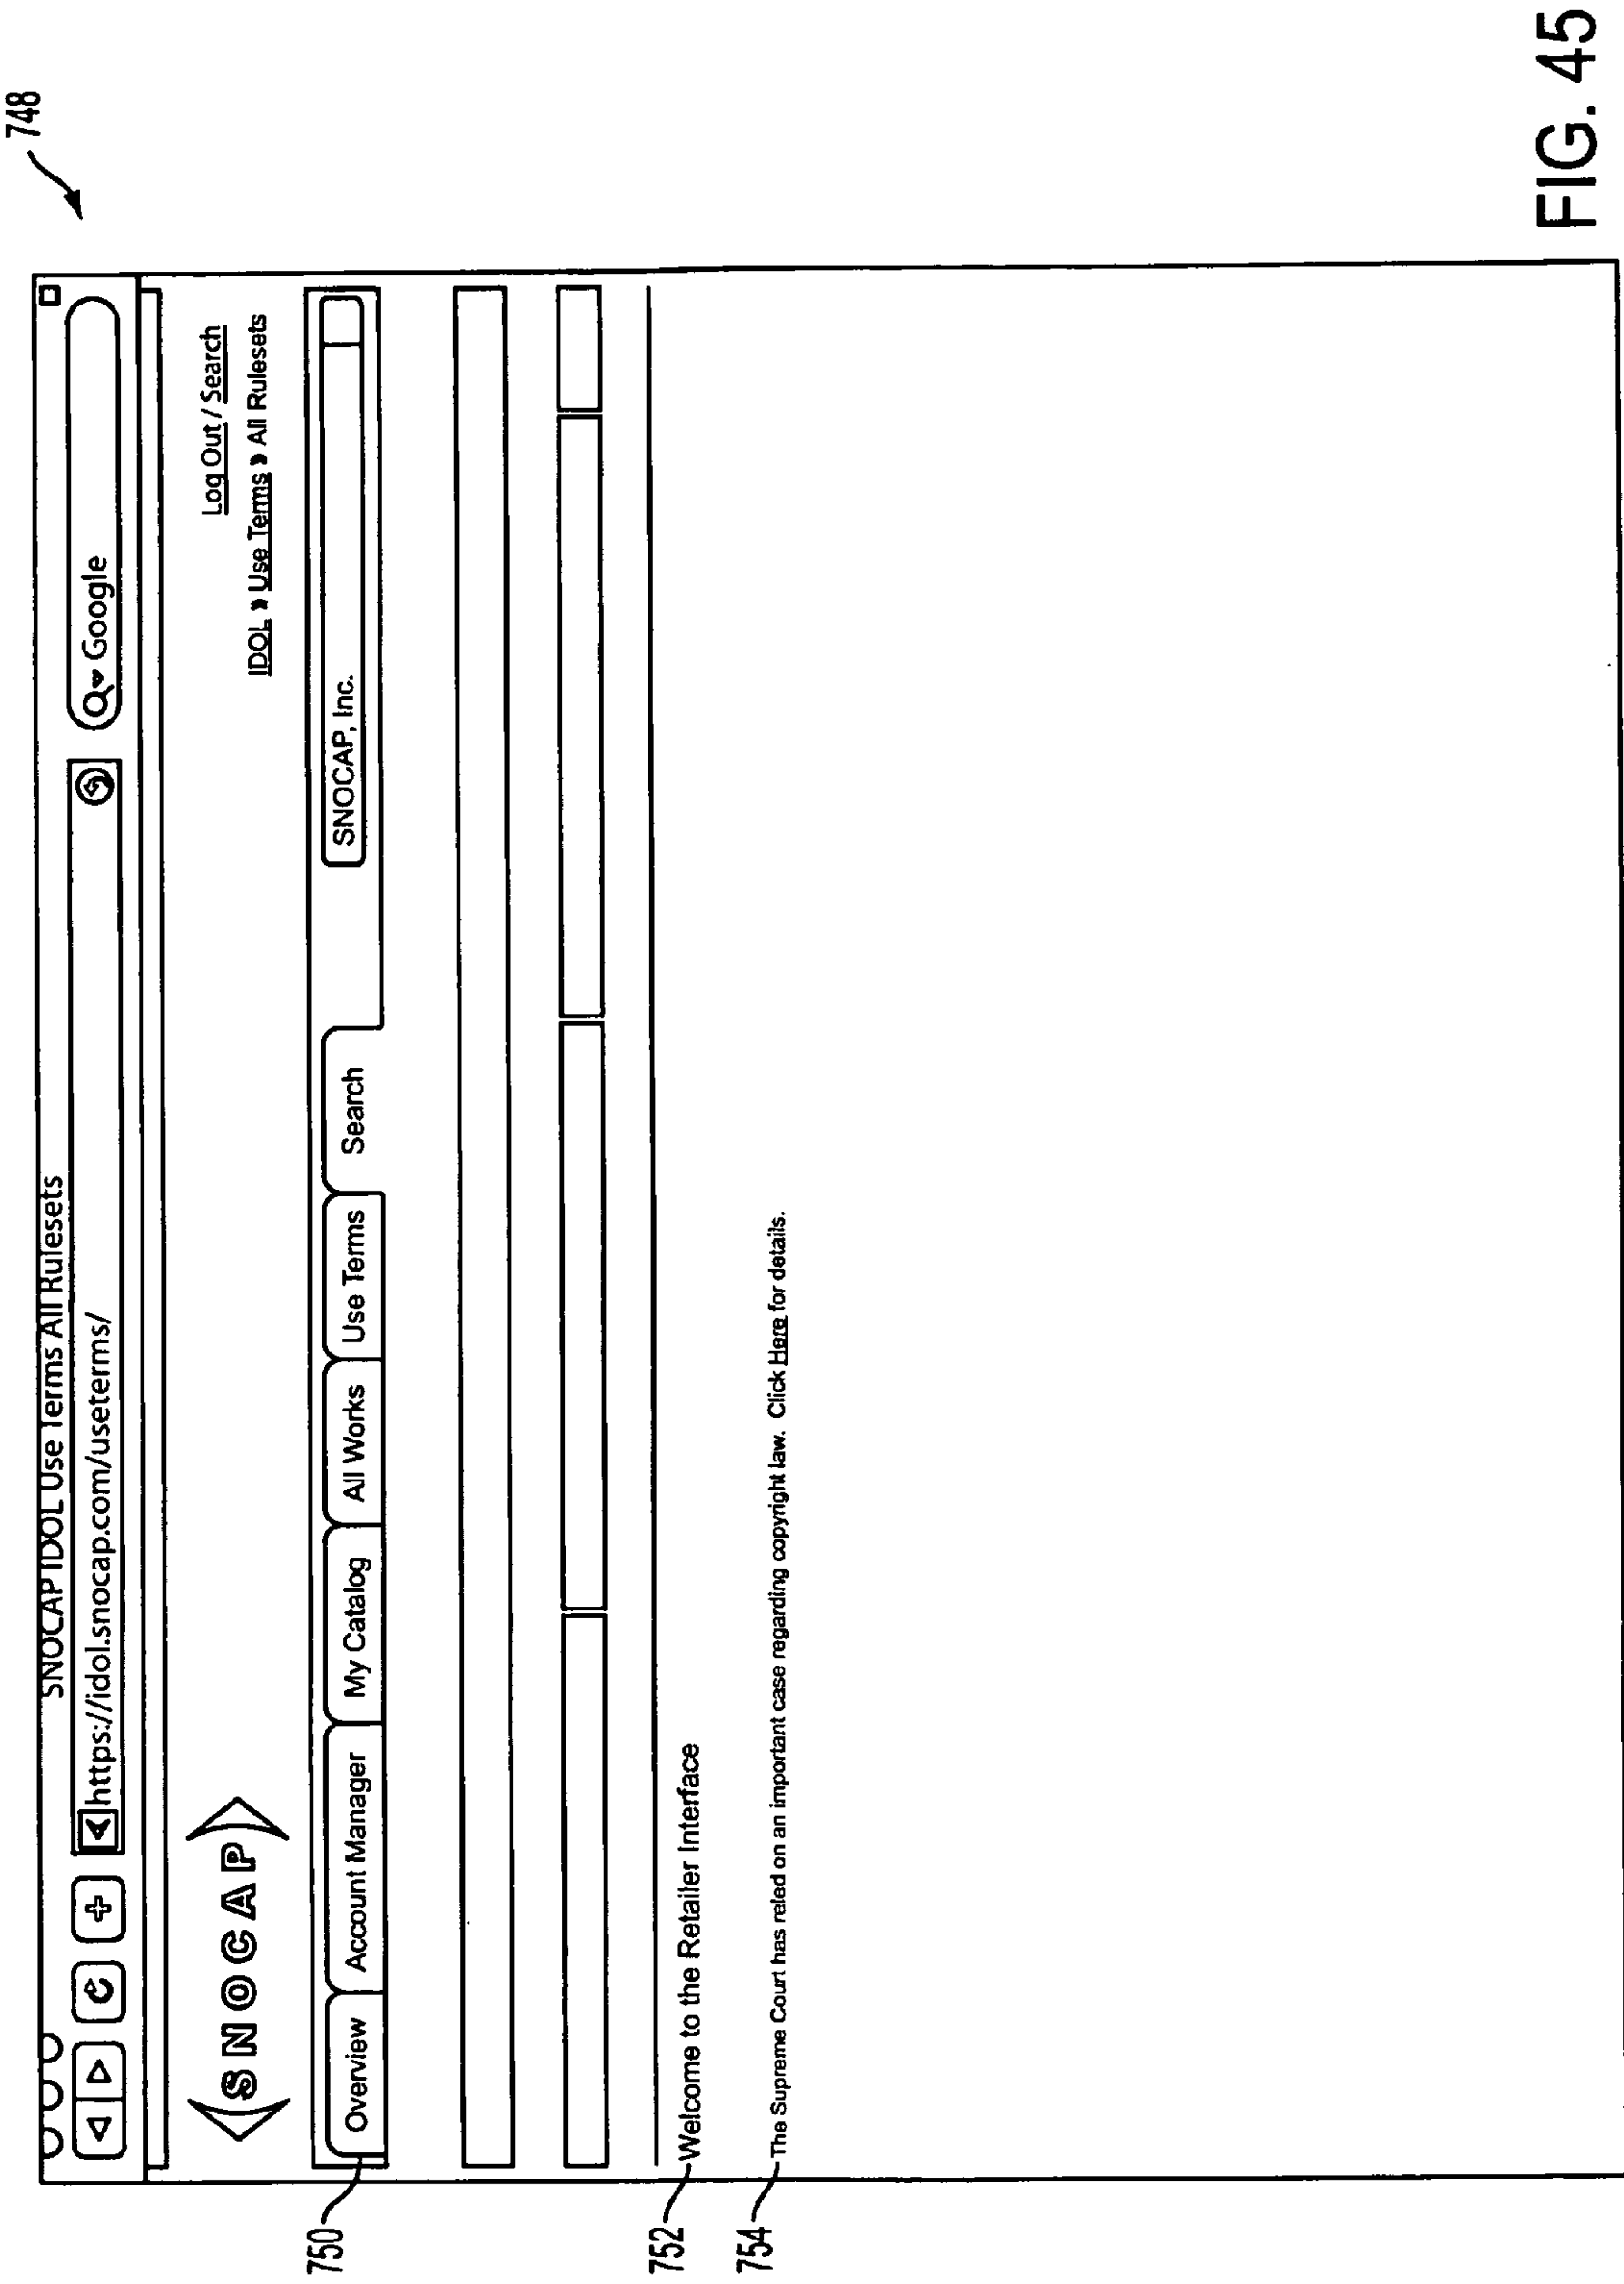 748
SNOCAP IDOL Use Terms All Rulesets
https://idol.snocap.com/useterms/
Google
SNOCAP
Log Out / Search
IDOL » Use Terms » All Rulesets
750
Overview
Account Manager
My Catalog
All Works
Use Terms
Search
SNOCAP, Inc.
752
Welcome to the Retailer Interface
754
The Supreme Court has reled on an important case regarding copyright law. Click Here for details.
FIG. 45